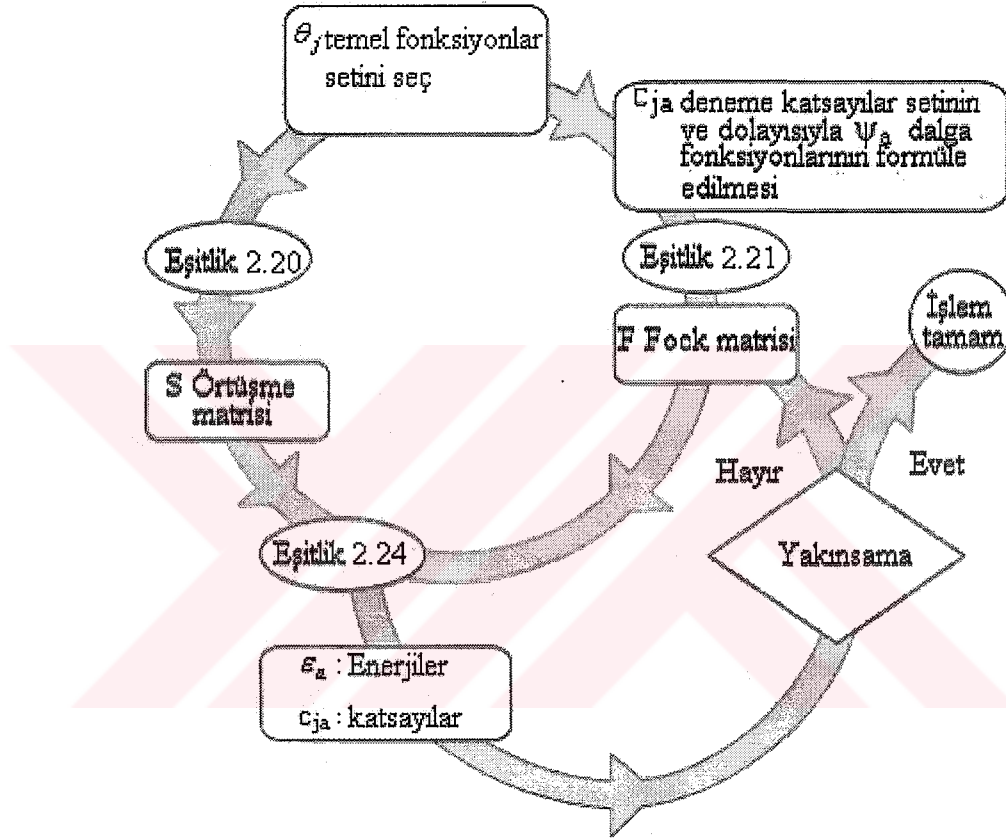 θj temel fonksiyonlar
setini seç
cja deneme katsayılar setinin
ve dolayısıyla ψa dalga
fonksiyonlarının formüle
edilmesi
Eşitlik 2.20
Eşitlik 2.21
İşlem
tamam
F Fock matrisi
S Örtüşme
matrisi
Hayır
Evet
Eşitlik 2.24
Yakınsama
εa : Enerjiler
cja : katsayılar